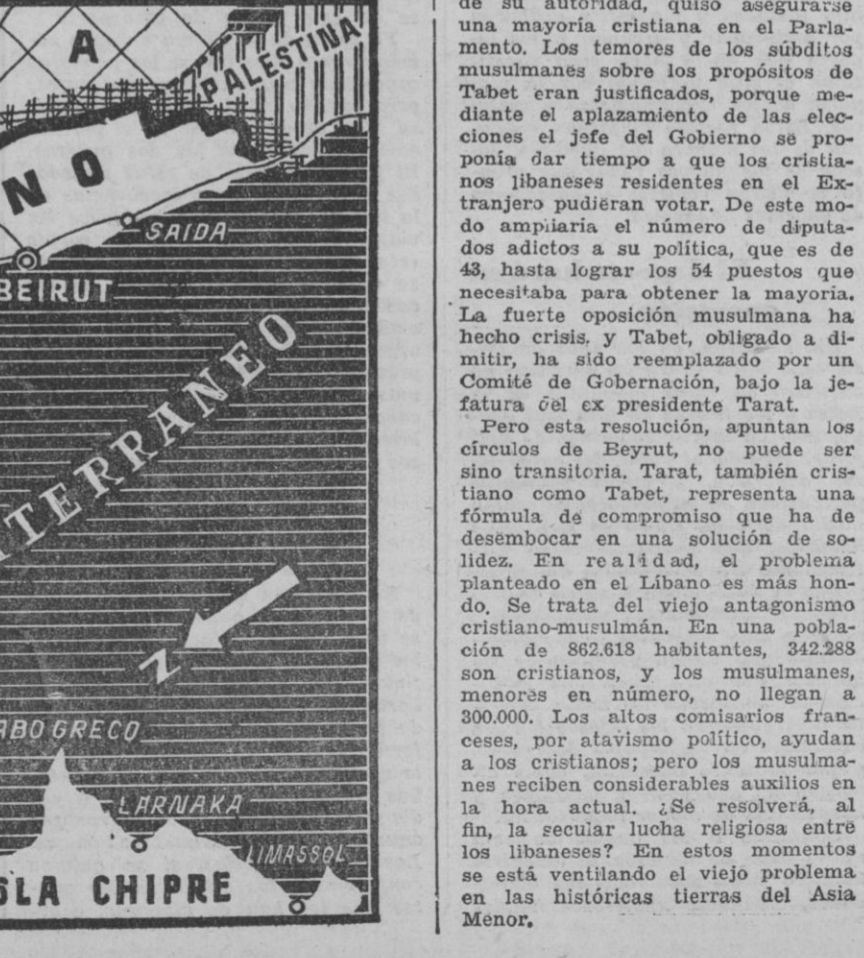 A
PALESTINA
NO
SAIDA
BEIRUT
TERRANEO
N
ABO GRECO
LARNAKA
LIMASSOL
SLA CHIPRE
de su autoridad, quiso asegurarse
una mayoría cristiana en el Parla-
mento. Los temores de los súbditos
musulmanes sobre los propósitos de
Tabet eran justificados, porque me-
diante el aplazamiento de las elec-
ciones el jefe del Gobierno se pro-
ponía dar tiempo a que los cristia-
nos libaneses residentes en el Ex-
tranjero pudieran votar. De este mo-
do ampliaria el número de diputa-
dos adictos a su política, que es de
43, hasta lograr los 54 puestos que
necesitaba para obtener la mayoría.
La fuerte oposición musulmana ha
hecho crisis. y Tabet, obligado a di-
mitir, ha sido reemplazado por un
Comité de Gobernación, bajo la je-
fatura del ex presidente Tarat.
Pero esta resolución, apuntan los
círculos de Beyrut, no puede ser
sino transitoria. Tarat, también cris-
tiano como Tabet, representa una
fórmula de compromiso que ha de
desembocar en una solución de so-
lidez. En realidad, el problema
planteado en el Líbano es más hon-
do. Se trata del viejo antagonismo
cristiano-musulmán. En una pobla-
ción de 862.618 habitantes, 342.288
son cristianos, y los musulmanes,
menores en número, no llegan a
300.000. Los altos comisarios fran-
ceses, por atavismo político, ayudan
a los cristianos; pero los musulma-
nes reciben considerables auxilios en
la hora actual. ¿Se resolverá, al
fin, la secular lucha religiosa entre
los libaneses? En estos momentos
se está ventilando el viejo problema
en las históricas tierras del Asia
Menor.